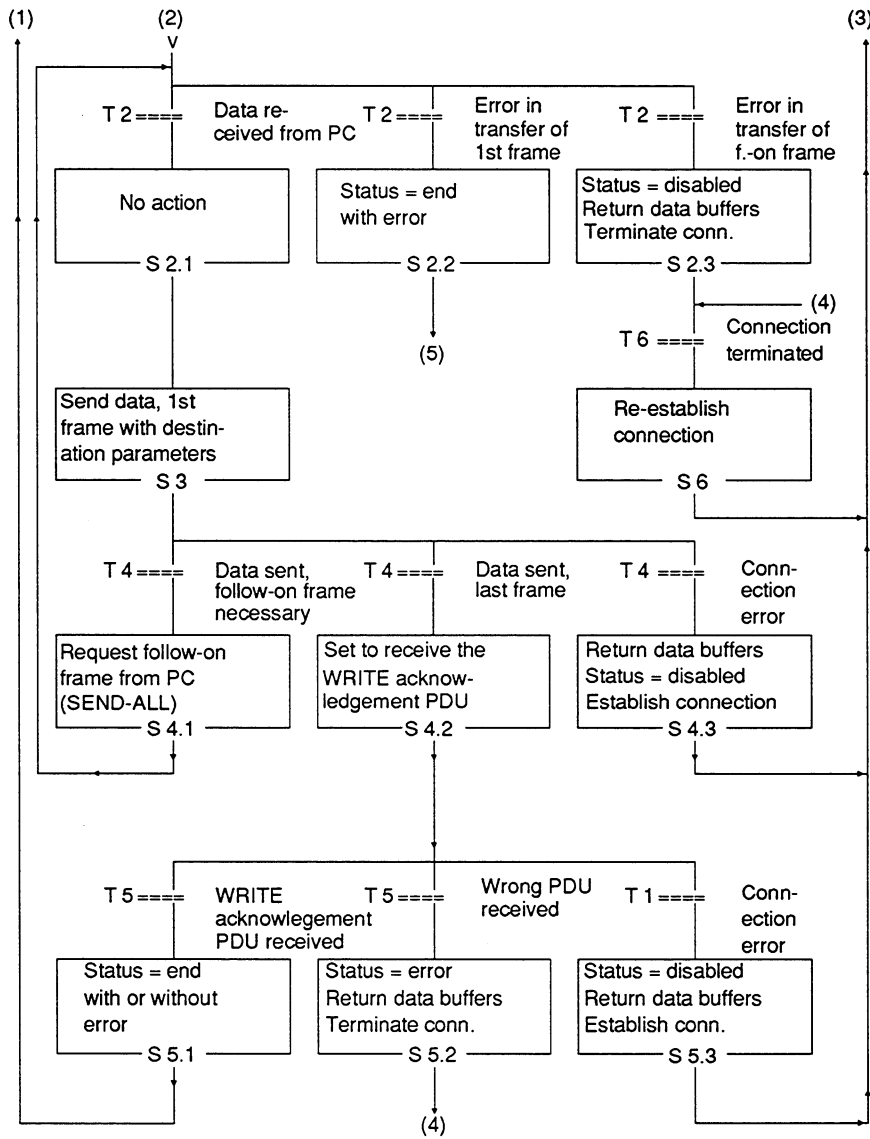 (1)
(2)
(3)
v
T 2 ====
Data re-
ceived from PC
T 2 ====
Error in
transfer of
1st frame
T 2 ====
Error in
transfer of
f.-on frame
No action
S 2.1
Status = end
with error
S 2.2
Status = disabled
Return data buffers
Terminate conn.
S 2.3
(4)
(5)
T 6 ====
Connection
terminated
Send data, 1st
frame with destin-
ation parameters
S 3
Re-establish
connection
S 6
T 4 ====
Data sent,
follow-on frame
necessary
T 4 ====
Data sent,
last frame
T 4 ====
Conn-
ection
error
Request follow-on
frame from PC
(SEND-ALL)
S 4.1
Set to receive the
WRITE acknow-
ledgement PDU
S 4.2
Return data buffers
Status = disabled
Establish connection
S 4.3
T 5 ====
WRITE
acknowlegement
PDU received
T 5 ====
Wrong PDU
received
T 1 ====
Conn-
ection
error
Status = end
with or without
error
S 5.1
Status = error
Return data buffers
Terminate conn.
S 5.2
Status = disabled
Return data buffers
Establish conn.
S 5.3
(4)